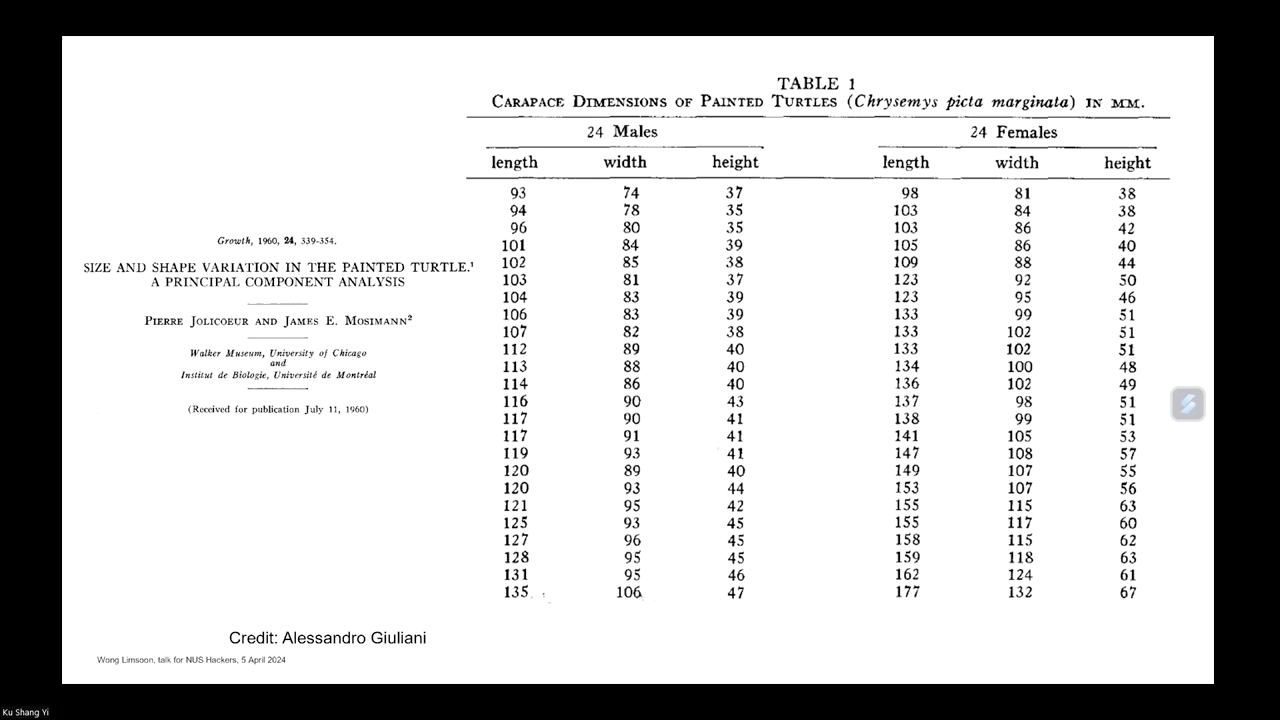 TABLE 1
CARAPACE DIMENSIONS OF PAINTED TURTLES (Chrysemys picta marginata) IN MM.
24 Males 24 Females
length width height length width height
93 74 37 98 81 38
94 78 35 103 84 38
96 80 35 103 86 42
101 84 39 105 86 40
102 85 38 109 88 44
103 81 37 123 92 50
104 83 39 123 95 46
106 83 39 133 99 51
107 82 38 133 102 51
112 89 40 133 102 51
113 88 40 134 100 48
114 86 40 136 102 49
116 90 43 137 98 51
117 90 41 138 99 51
117 91 41 141 105 53
119 93 41 147 108 57
120 89 40 149 107 55
120 93 44 153 107 56
121 95 42 155 115 63
125 93 45 155 117 60
127 96 45 158 115 62
128 95 45 159 118 63
131 95 46 162 124 61
135 106 47 177 132 67
Growth, 1960, 24, 339-354.
SIZE AND SHAPE VARIATION IN THE PAINTED TURTLE.¹
A PRINCIPAL COMPONENT ANALYSIS
PIERRE JOLICOEUR AND JAMES E. MOSIMANN²
Walker Museum, University of Chicago
and
Institut de Biologie, Université de Montréal
(Received for publication July 11, 1960)
Credit: Alessandro Giuliani
Wong Limsoon, talk for NUS Hackers, 5 April 2024
Ku Shang Yi